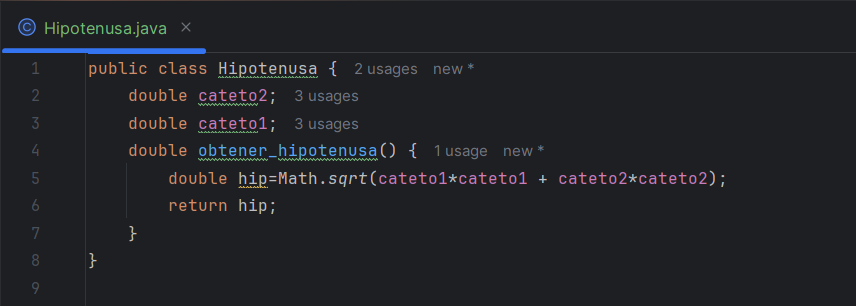 Hipotenusa.java
1 public class Hipotenusa { 2 usages new *
2 double cateto2; 3 usages
3 double cateto1; 3 usages
4 double obtener_hipotenusa() { 1 usage new *
5 double hip=Math.sqrt(cateto1*cateto1 + cateto2*cateto2);
6 return hip;
7 }
8 }
9